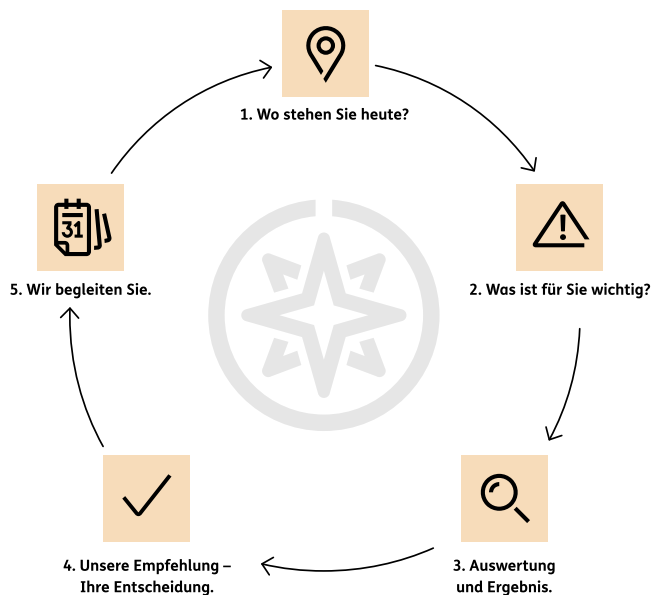 1. Wo stehen Sie heute?
31
5. Wir begleiten Sie.
2. Was ist für Sie wichtig?
4. Unsere Empfehlung –
Ihre Entscheidung.
3. Auswertung
und Ergebnis.